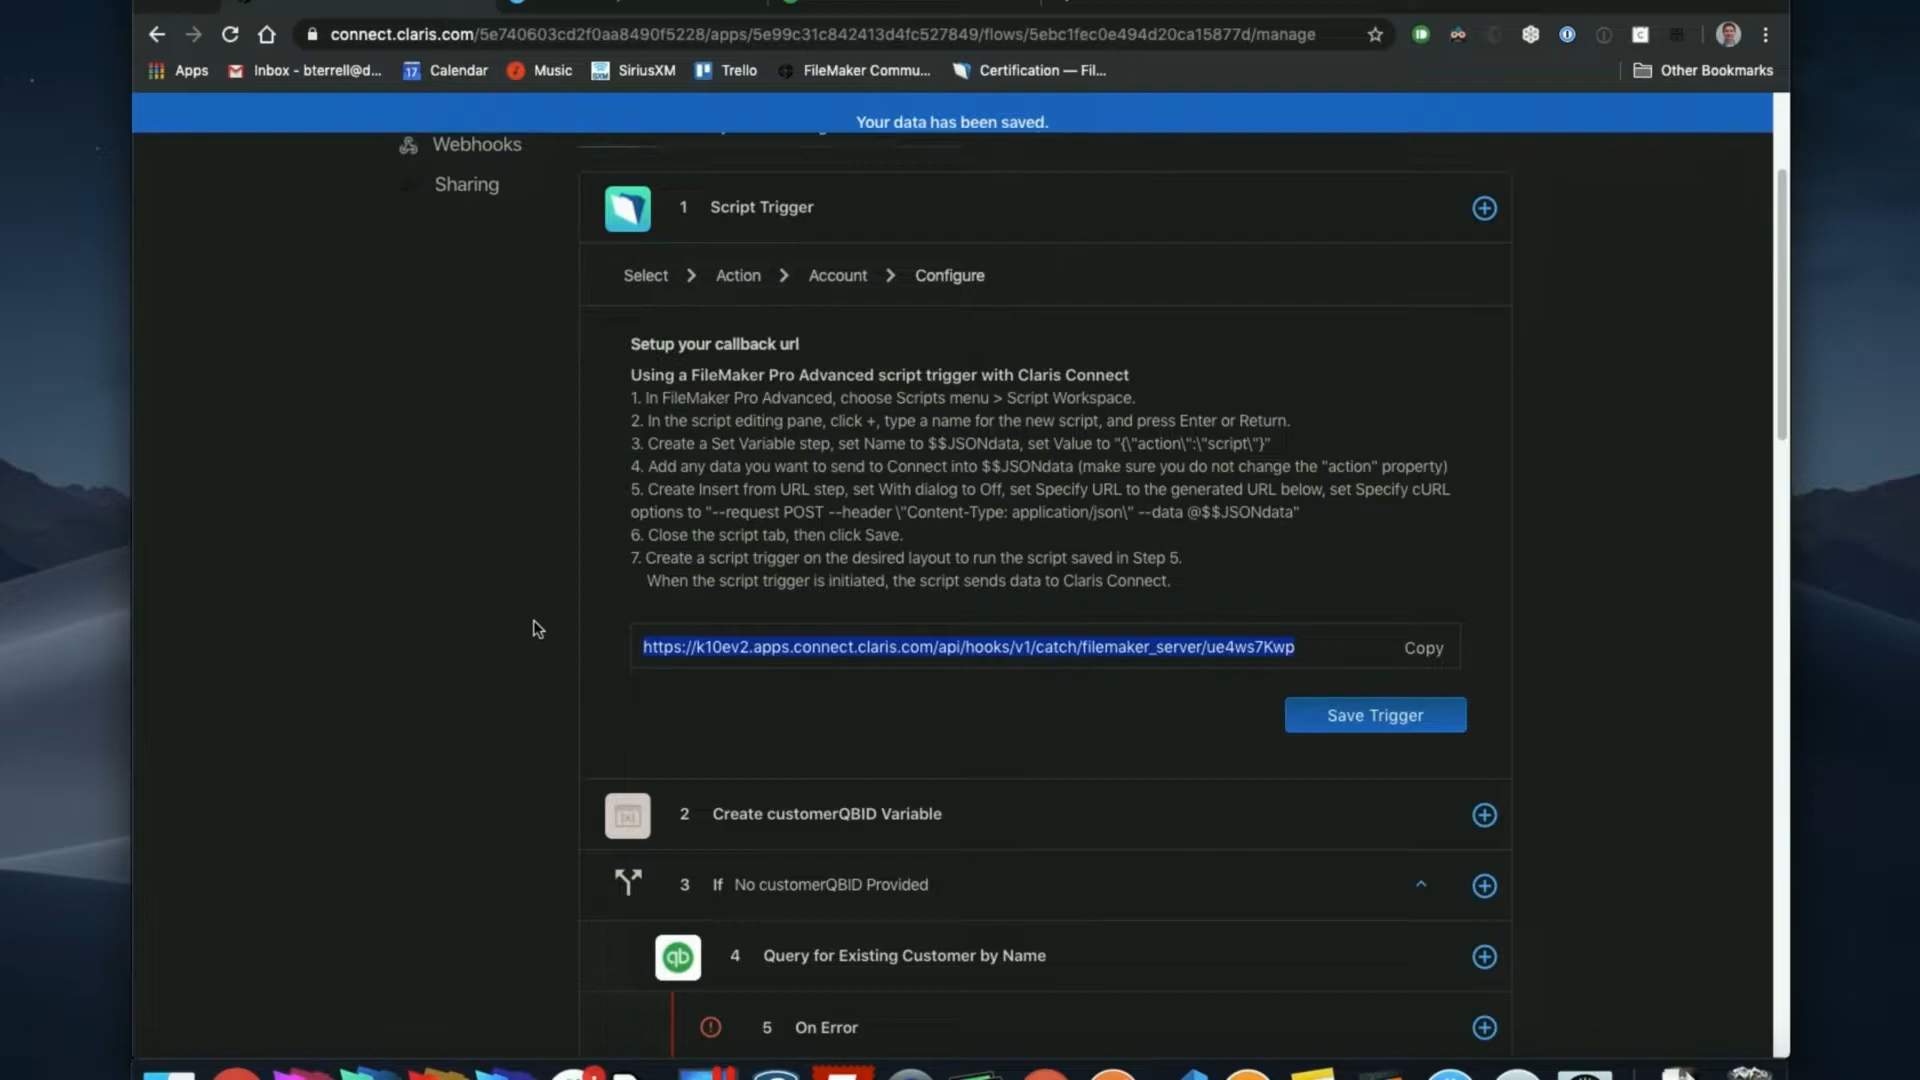 connect.claris.com/5e740603cd2f0aa8490f5228/apps/5e99c31c842413d4fc527849/flows/5ebc1fec0e494d20ca15877d/manage
Apps
Inbox - bterrell@d...
17
Calendar
Music
SXM
SiriusXM
Trello
FileMaker Commu...
Certification — Fil...
Other Bookmarks
Your data has been saved.
Webhooks
Sharing
1 Script Trigger
Select > Action > Account > Configure
Setup your callback url
Using a FileMaker Pro Advanced script trigger with Claris Connect
1. In FileMaker Pro Advanced, choose Scripts menu > Script Workspace.
2. In the script editing pane, click +, type a name for the new script, and press Enter or Return.
3. Create a Set Variable step, set Name to $$JSONdata, set Value to "{\"action\":\"script\"}"
4. Add any data you want to send to Connect into $$JSONdata (make sure you do not change the "action" property)
5. Create Insert from URL step, set With dialog to Off, set Specify URL to the generated URL below, set Specify cURL
options to "--request POST --header \"Content-Type: application/json\" --data @$$JSONdata"
6. Close the script tab, then click Save.
7. Create a script trigger on the desired layout to run the script saved in Step 5.
When the script trigger is initiated, the script sends data to Claris Connect.
https://k10ev2.apps.connect.claris.com/api/hooks/v1/catch/filemaker_server/ue4ws7Kwp
Copy
Save Trigger
2 Create customerQBID Variable
3 If No customerQBID Provided
qb
4 Query for Existing Customer by Name
5 On Error